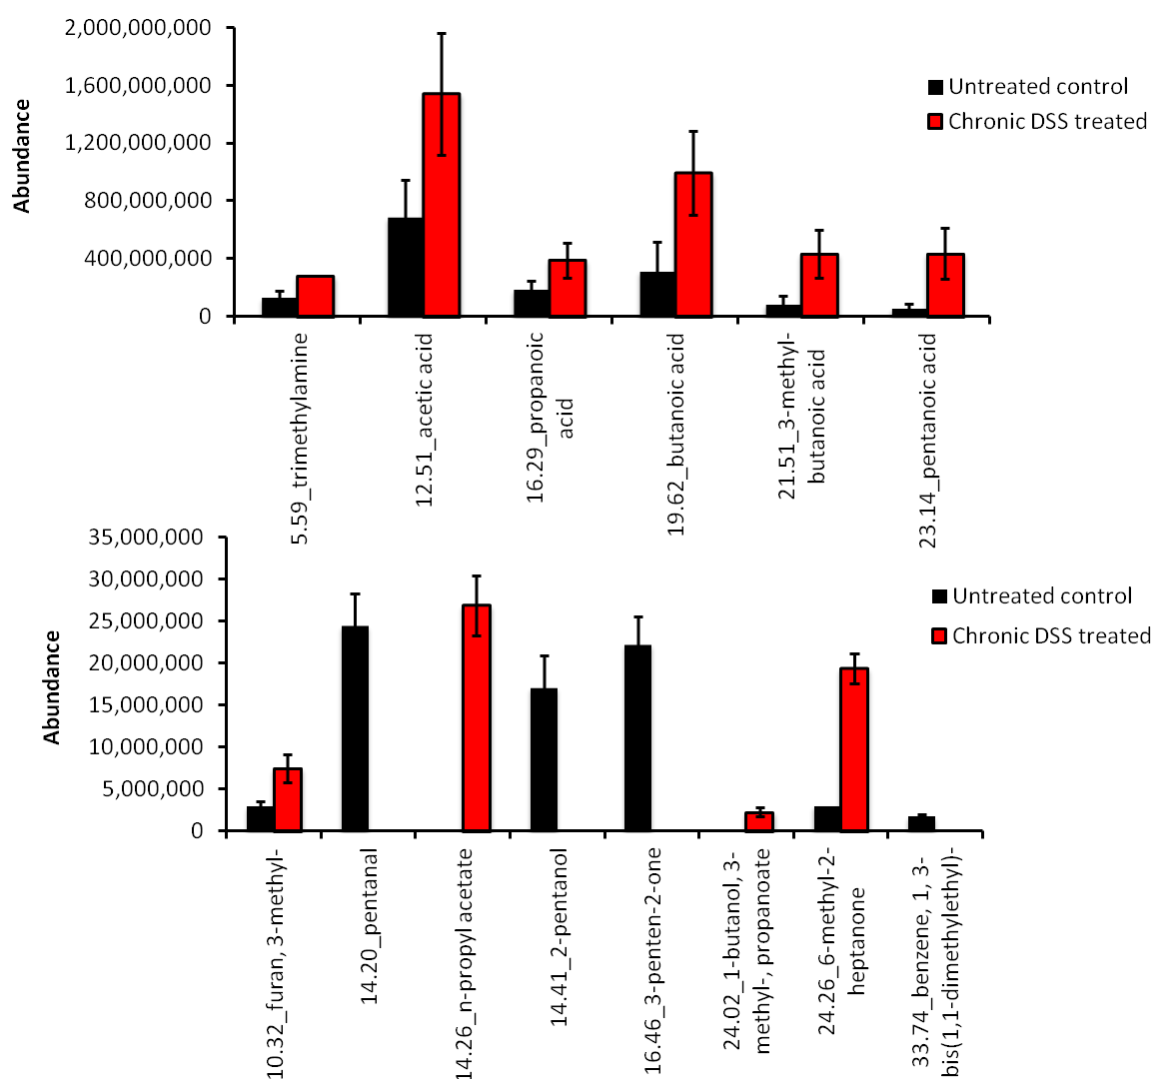 2,000,000,000
1,600,000,000
1,200,000,000
800,000,000
400,000,000
0
Abundance
Untreated control
Chronic DSS treated
5.59_trimethylamine
12.51_acetic acid
16.29_propanoic
acid
19.62_butanoic acid
21.51_3-methyl-
butanoic acid
23.14_pentanoic acid
35,000,000
30,000,000
25,000,000
20,000,000
15,000,000
10,000,000
5,000,000
0
Abundance
Untreated control
Chronic DSS treated
10.32_furan, 3-methyl-
14.20_pentanal
14.26_n-propyl acetate
14.41_2-pentanol
16.46_3-penten-2-one
24.02_1-butanol, 3-
methyl-, propanoate
24.26_6-methyl-2-
heptanone
33.74_benzene, 1, 3-
bis(1,1-dimethylethyl)-